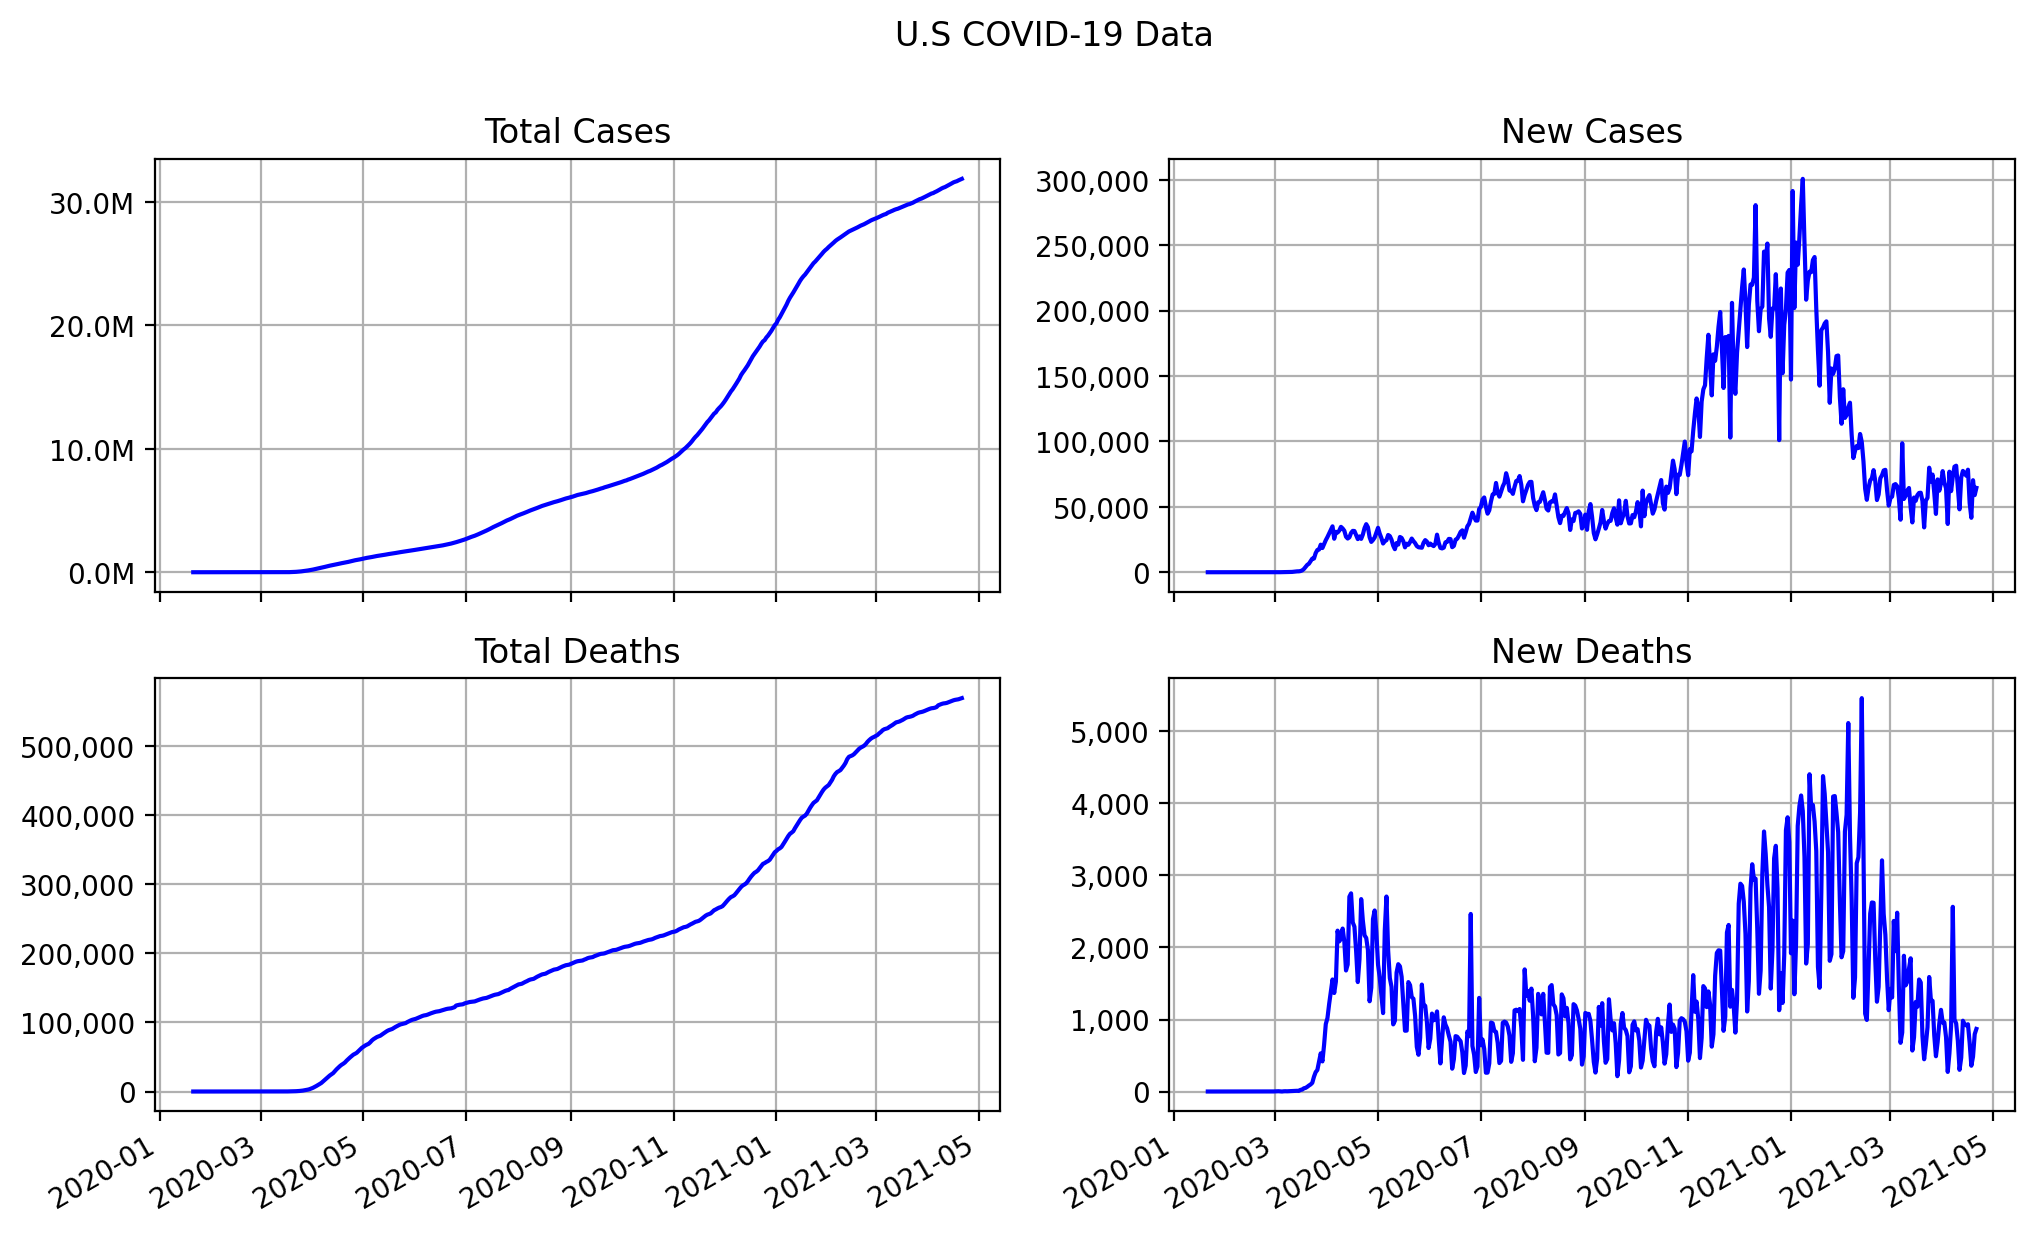 U.S COVID-19 Data
Total Cases
30.0M
20.0M
10.0M
0.0M
New Cases
300,000
250,000
200,000
150,000
100,000
50,000
0
Total Deaths
500,000
400,000
300,000
200,000
100,000
0
2020-01 2020-03 2020-05 2020-07 2020-09 2020-11 2021-01 2021-03 2021-05
New Deaths
5,000
4,000
3,000
2,000
1,000
0
2020-01 2020-03 2020-05 2020-07 2020-09 2020-11 2021-01 2021-03 2021-05